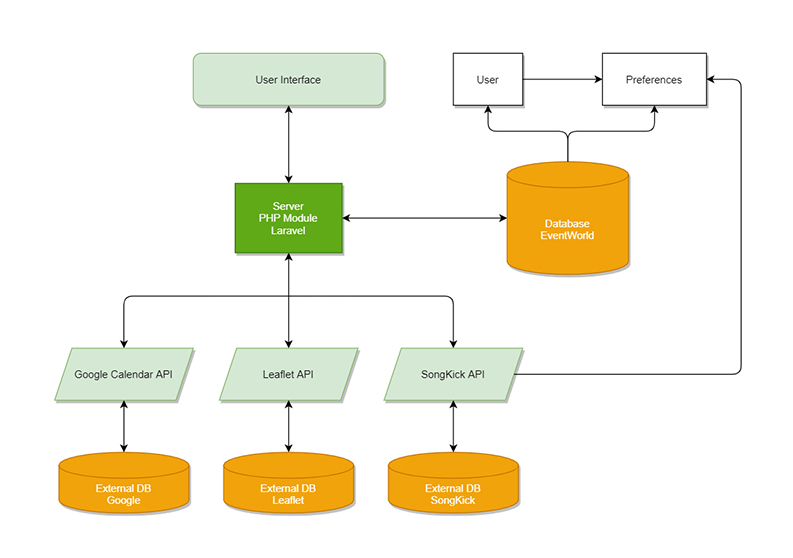 User Interface
User
Preferences
Server
PHP Module
Laravel
Database
EventWorld
Google Calendar API
Leaflet API
SongKick API
External DB
Google
External DB
Leaflet
External DB
SongKick